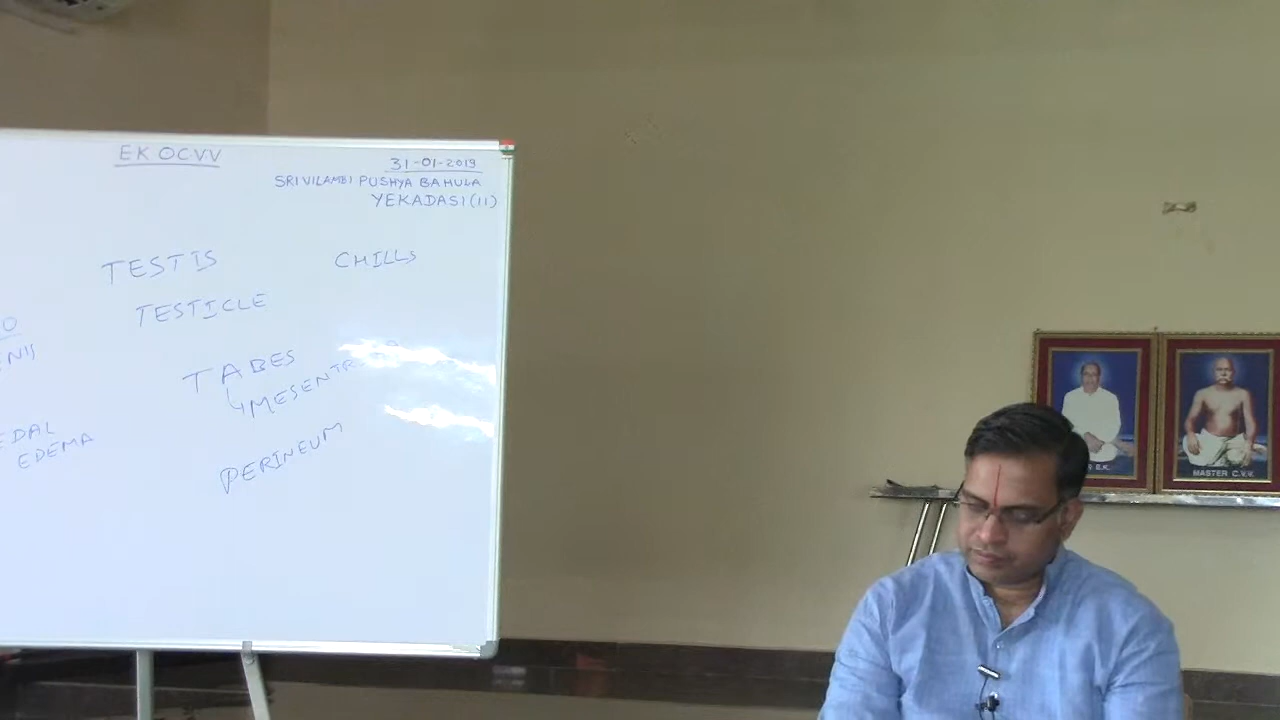 EK OCVV
31-01-2019
SRI VILAMBI PUSHYA BAHULA
YEKADASI (11)
TESTIS
CHILLS
TESTICLE
TABES
↳MESENTR
PERINEUM
O
ENIS
EDAL
EDEMA
E.K.
MASTER C.V.V.